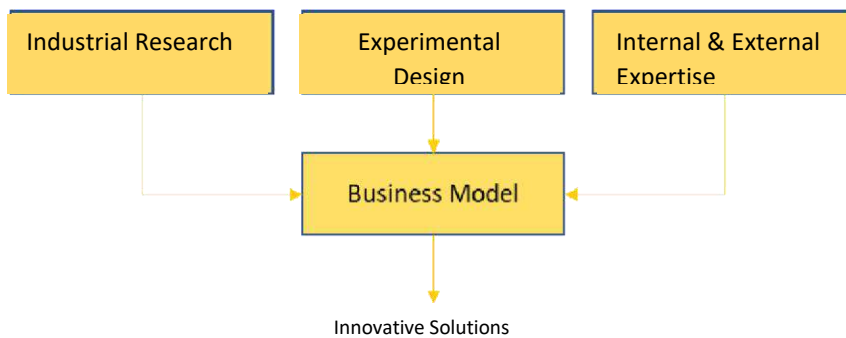 Industrial Research
Experimental
Design
Internal & External
Expertise
Business Model
Innovative Solutions